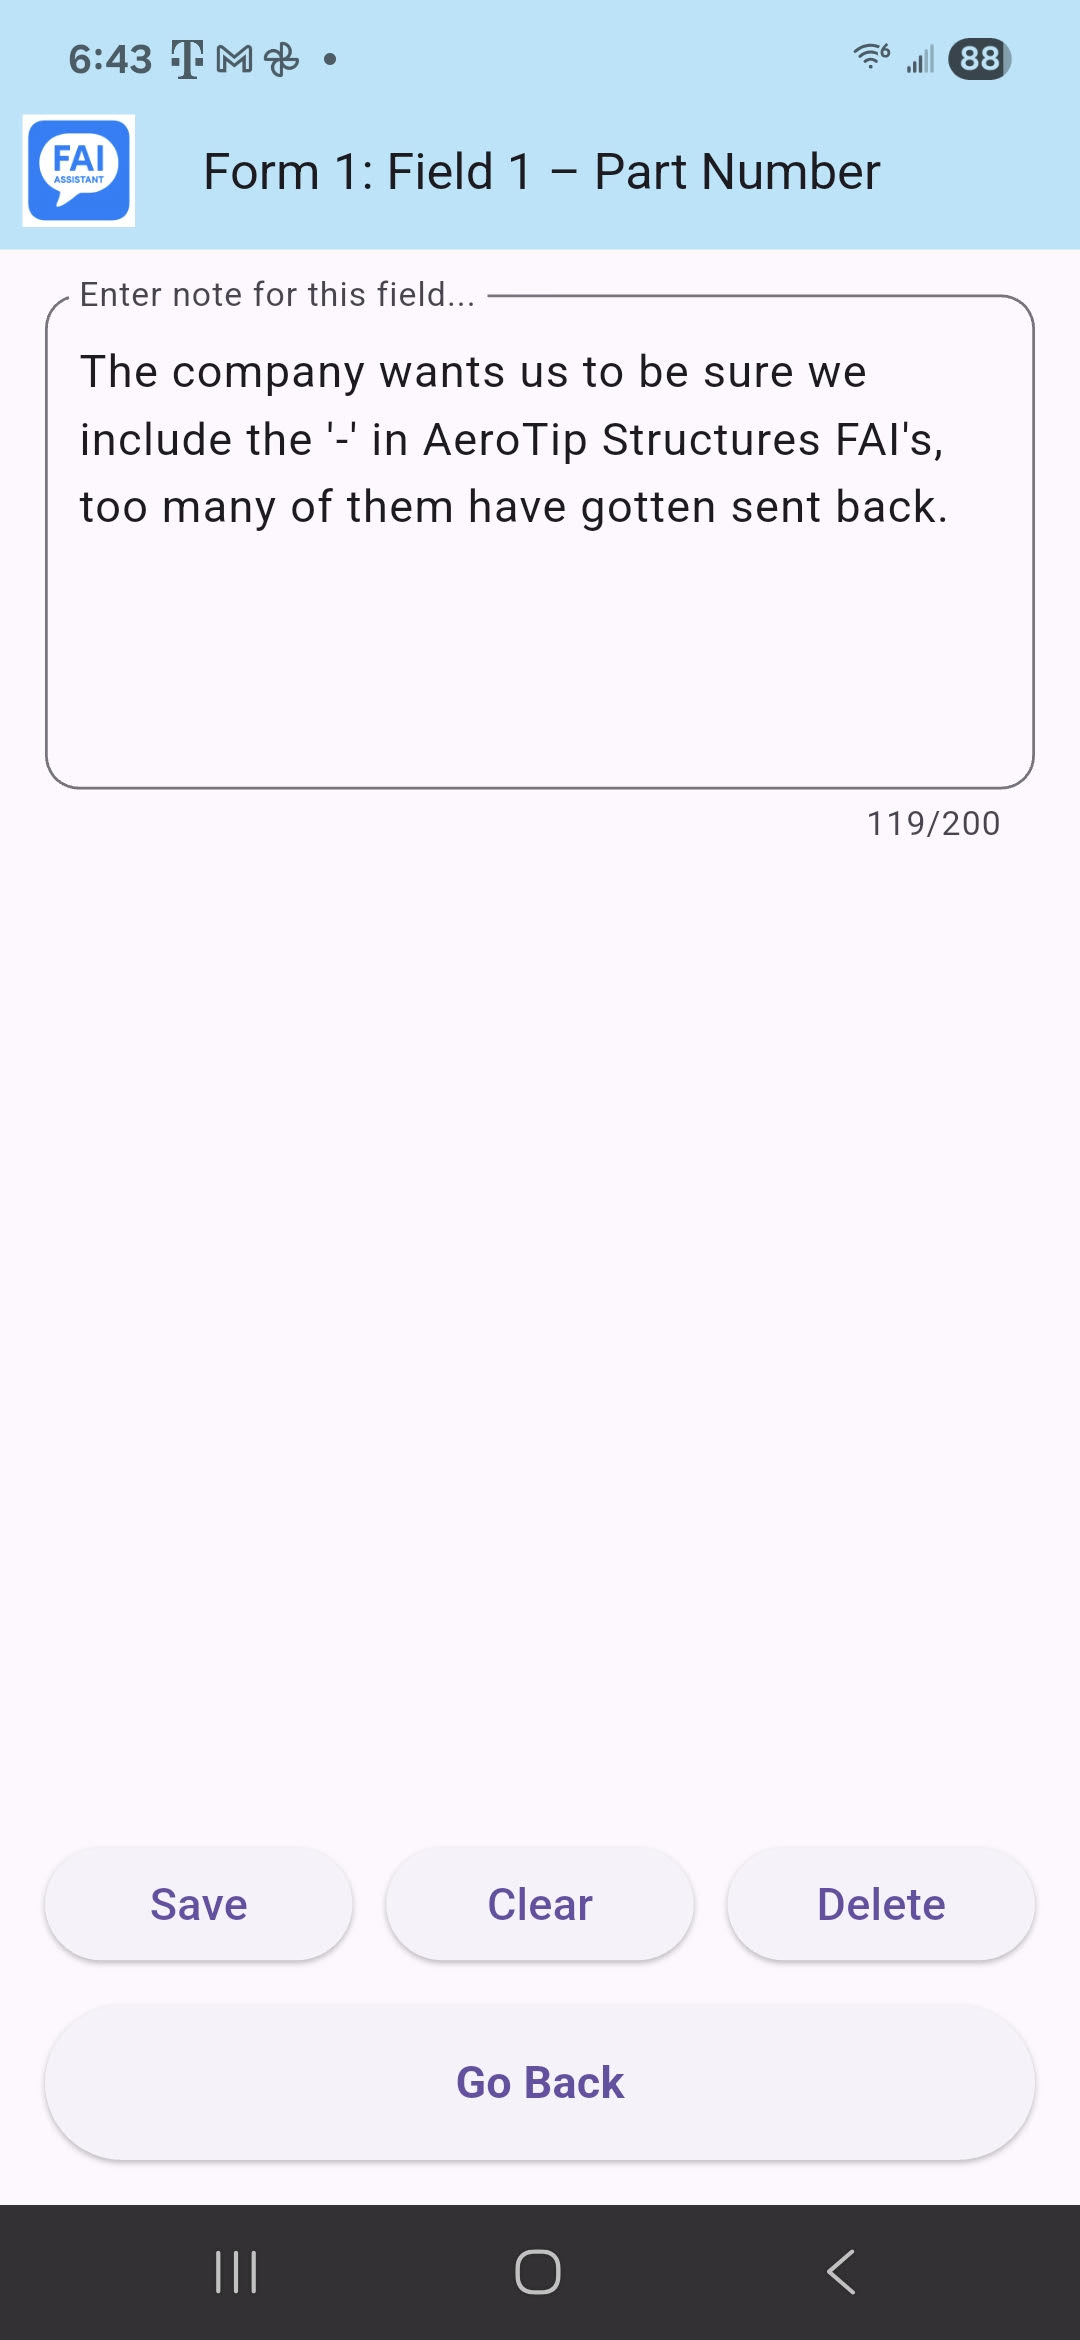 6:43
88
FAI
ASSISTANT
Form 1: Field 1 – Part Number
Enter note for this field...
The company wants us to be sure we
include the '-' in AeroTip Structures FAI's,
too many of them have gotten sent back.
119/200
Save Clear Delete
Go Back